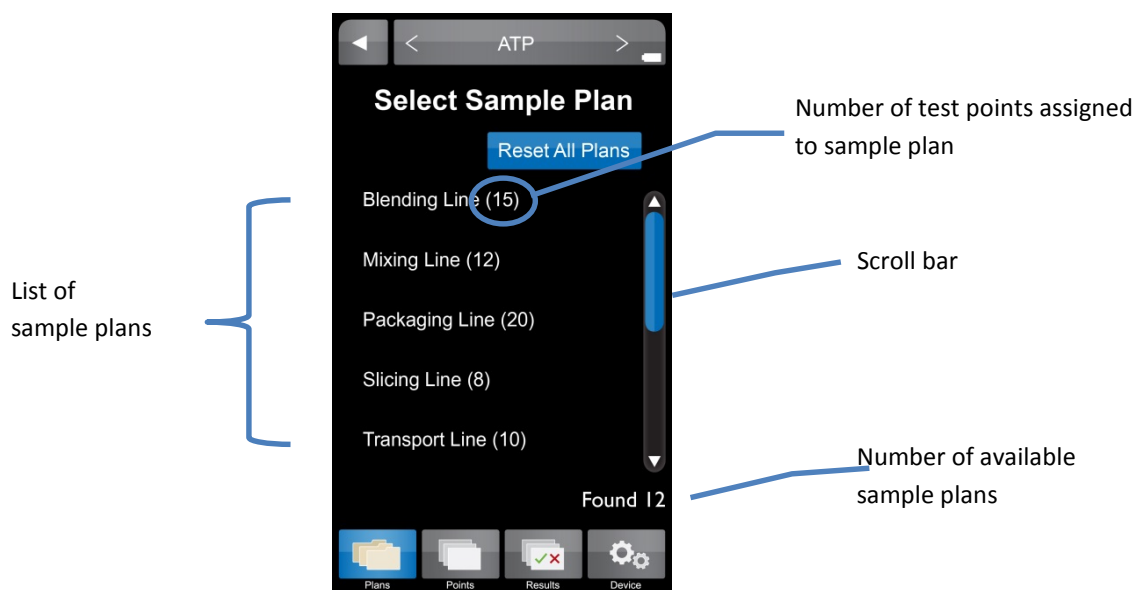 < ATP >
Select Sample Plan
Number of test points assigned
to sample plan
Reset All Plans
Blending Line (15)
Mixing Line (12)
Scroll bar
List of
sample plans
Packaging Line (20)
Slicing Line (8)
Transport Line (10)
Number of available
sample plans
Found 12
Plans
Points
Results
Device